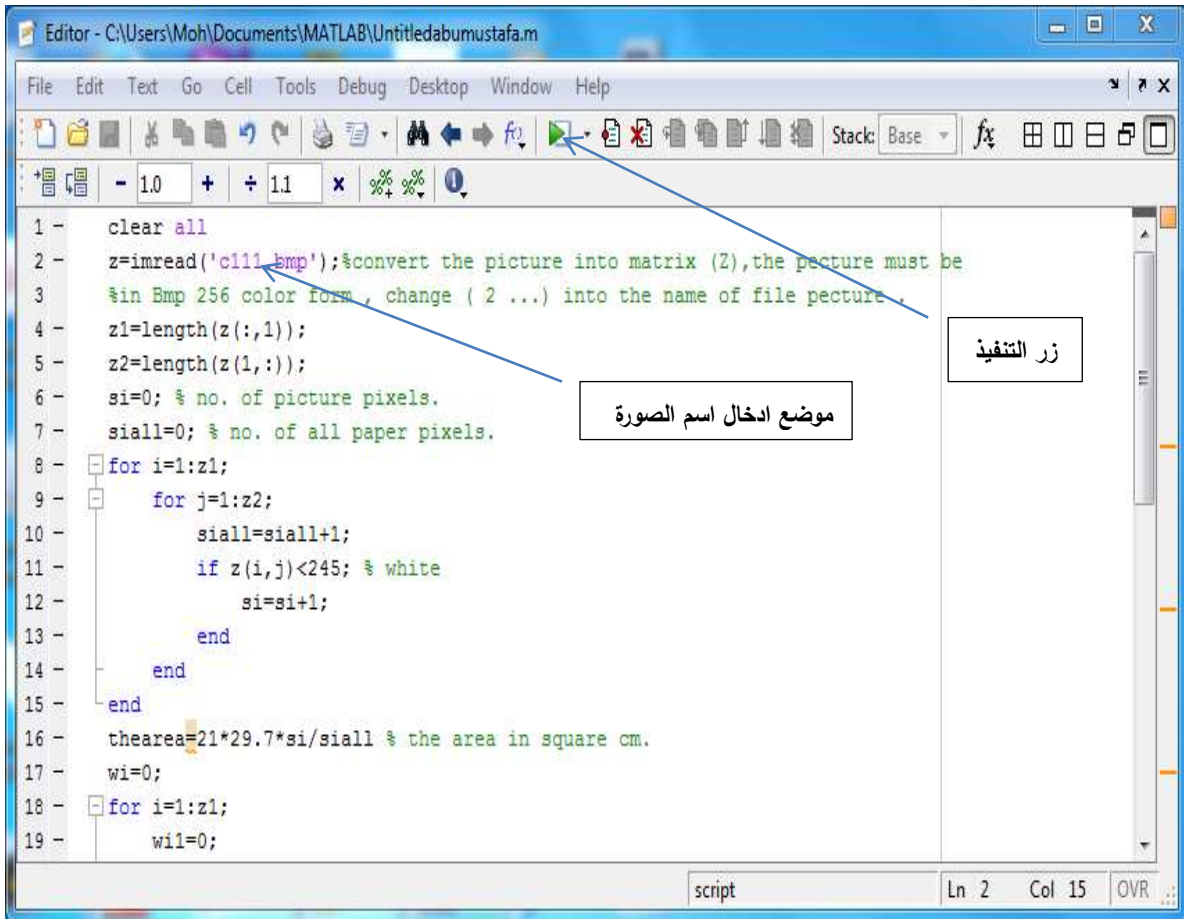 Editor - C:\Users\Moh\Documents\MATLAB\Untitledabumustafa.m
File Edit Text Go Cell Tools Debug Desktop Window Help
Stack: Base fx
- 1.0 + ÷ 1.1 ×
1 - clear all
2 - z=imread('c111.bmp');%convert the picture into matrix (Z),the pecture must be
3 %in Bmp 256 color form , change ( 2 ...) into the name of file pecture .
4 - z1=length(z(:,1));
5 - z2=length(z(1,:));
6 - si=0; % no. of picture pixels.
7 - siall=0; % no. of all paper pixels.
8 - for i=1:z1;
9 - for j=1:z2;
10 - siall=siall+1;
11 - if z(i,j)<245; % white
12 - si=si+1;
13 - end
14 - end
15 - end
16 - thearea=21*29.7*si/siall % the area in square cm.
17 - wi=0;
18 - for i=1:z1;
19 - wi1=0;
زر التنفيذ
موضع ادخال اسم الصورة
script Ln 2 Col 15 OVR